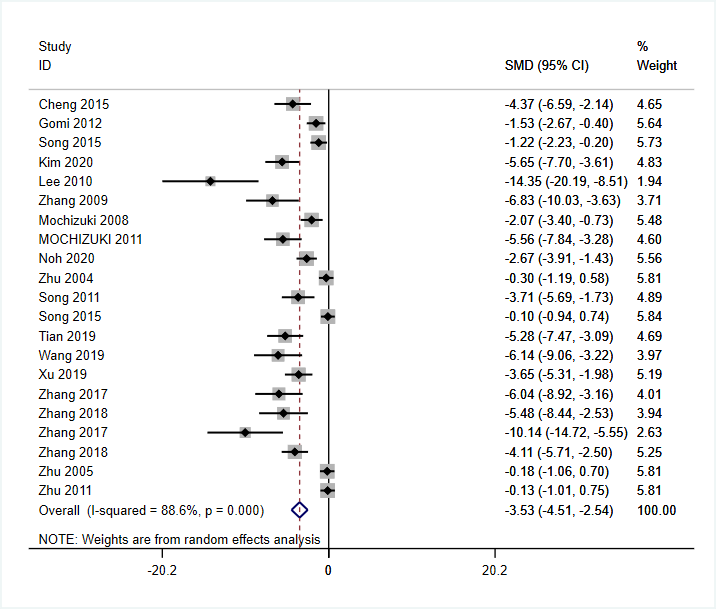 Study %
ID SMD (95% CI) Weight
Cheng 2015 -4.37 (-6.59, -2.14) 4.65
Gomi 2012 -1.53 (-2.67, -0.40) 5.64
Song 2015 -1.22 (-2.23, -0.20) 5.73
Kim 2020 -5.65 (-7.70, -3.61) 4.83
Lee 2010 -14.35 (-20.19, -8.51) 1.94
Zhang 2009 -6.83 (-10.03, -3.63) 3.71
Mochizuki 2008 -2.07 (-3.40, -0.73) 5.48
MOCHIZUKI 2011 -5.56 (-7.84, -3.28) 4.60
Noh 2020 -2.67 (-3.91, -1.43) 5.56
Zhu 2004 -0.30 (-1.19, 0.58) 5.81
Song 2011 -3.71 (-5.69, -1.73) 4.89
Song 2015 -0.10 (-0.94, 0.74) 5.84
Tian 2019 -5.28 (-7.47, -3.09) 4.69
Wang 2019 -6.14 (-9.06, -3.22) 3.97
Xu 2019 -3.65 (-5.31, -1.98) 5.19
Zhang 2017 -6.04 (-8.92, -3.16) 4.01
Zhang 2018 -5.48 (-8.44, -2.53) 3.94
Zhang 2017 -10.14 (-14.72, -5.55) 2.63
Zhang 2018 -4.11 (-5.71, -2.50) 5.25
Zhu 2005 -0.18 (-1.06, 0.70) 5.81
Zhu 2011 -0.13 (-1.01, 0.75) 5.81
Overall (I-squared = 88.6%, p = 0.000) -3.53 (-4.51, -2.54) 100.00
NOTE: Weights are from random effects analysis
-20.2 0 20.2